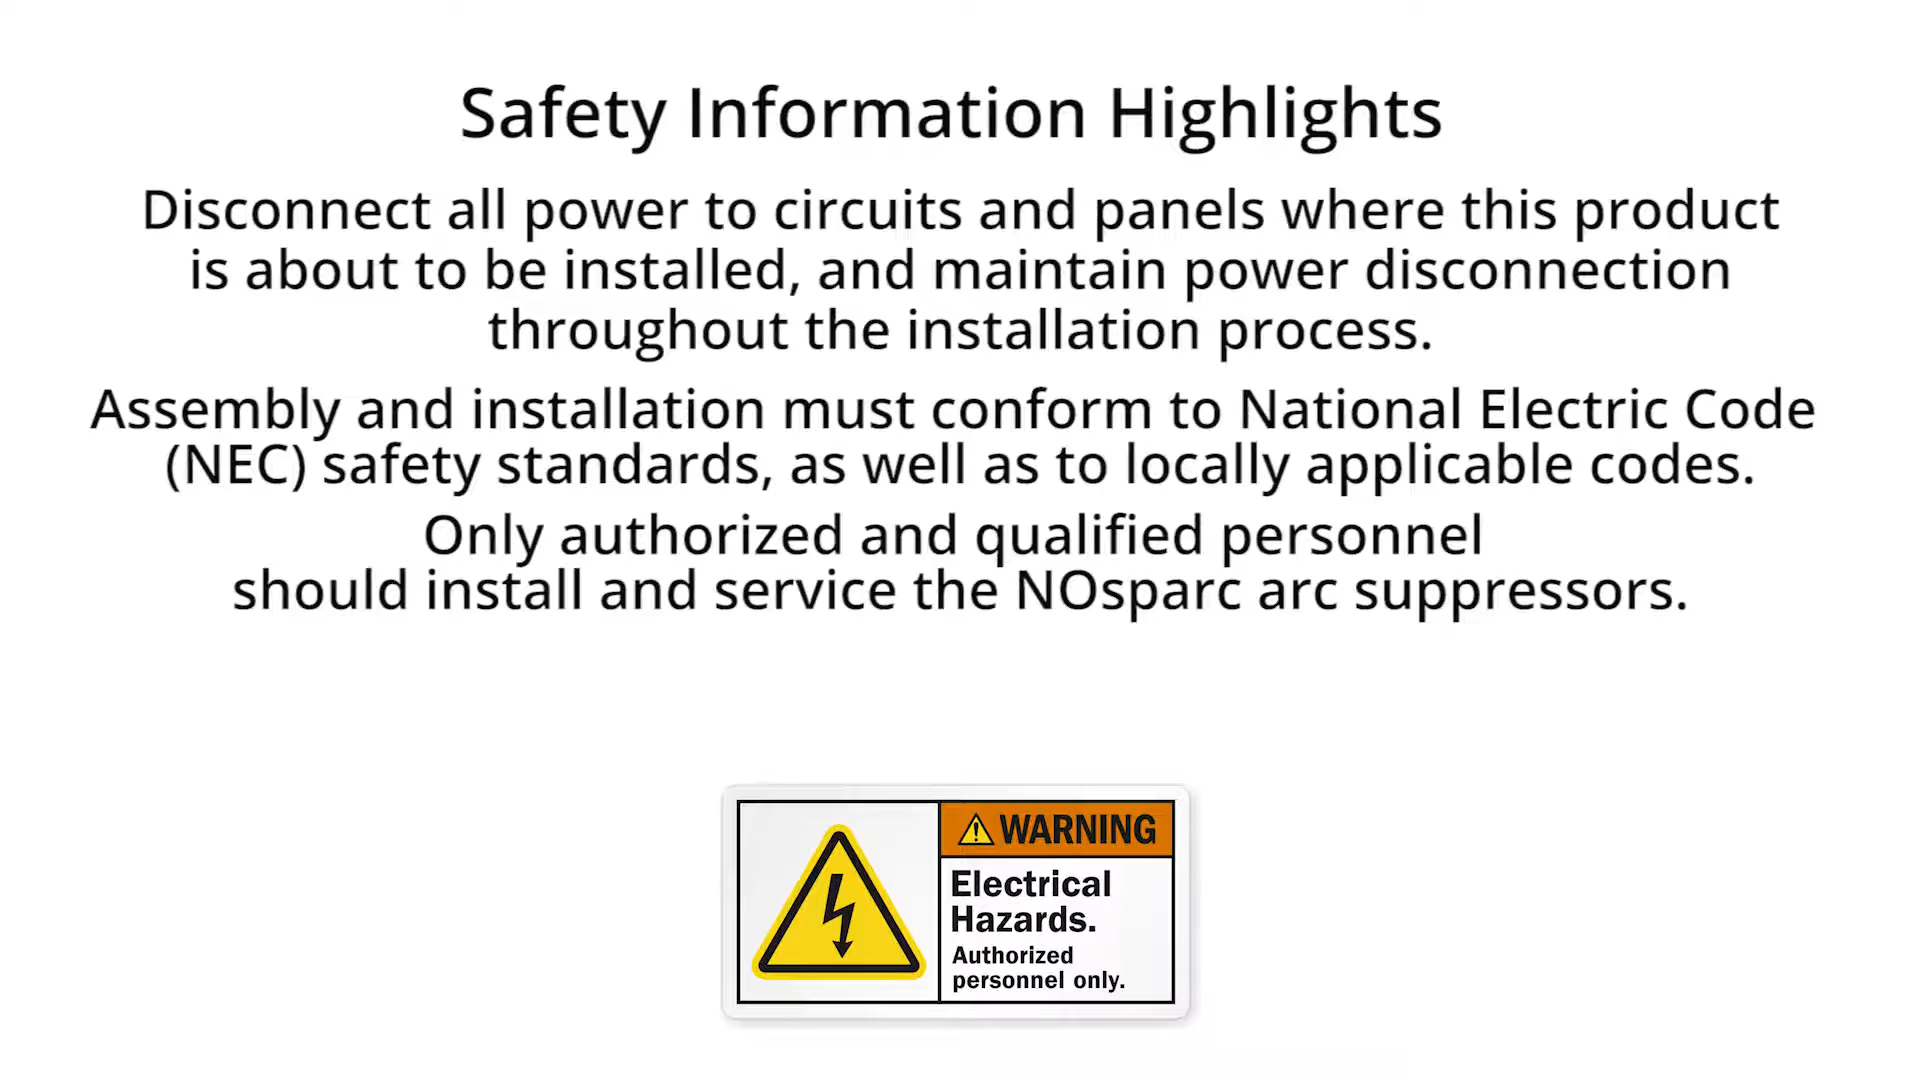 Safety Information Highlights
Disconnect all power to circuits and panels where this product
is about to be installed, and maintain power disconnection
throughout the installation process.
Assembly and installation must conform to National Electric Code
(NEC) safety standards, as well as to locally applicable codes.
Only authorized and qualified personnel
should install and service the NOsparc arc suppressors.
WARNING
Electrical
Hazards.
Authorized
personnel only.